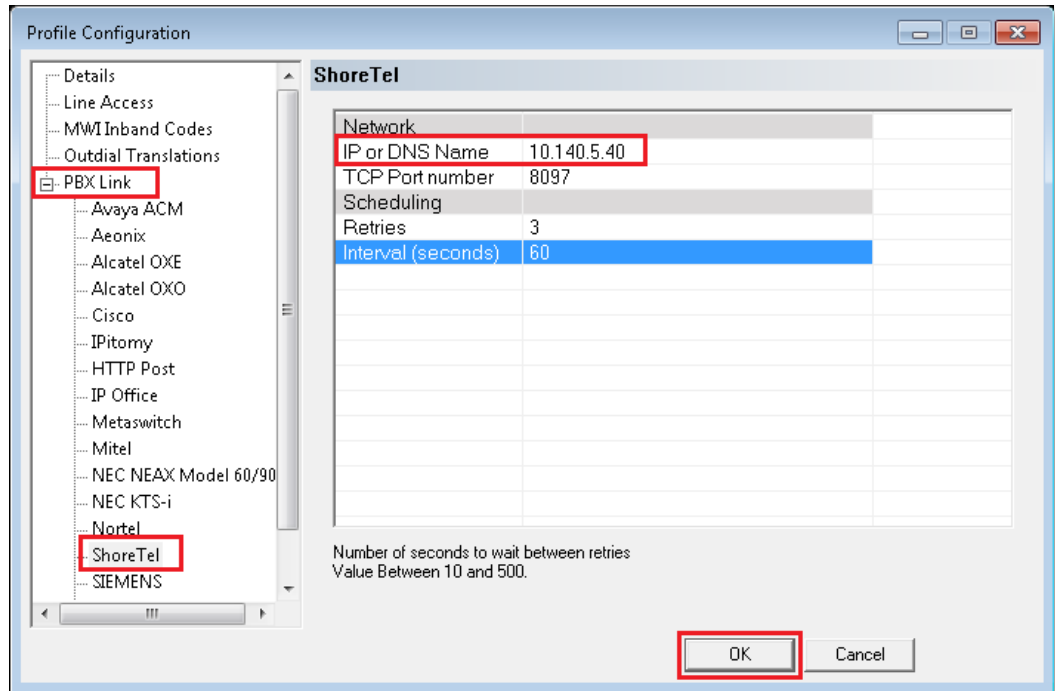 Profile Configuration
Details
Line Access
MWI Inband Codes
Outdial Translations
PBX Link
Avaya ACM
Aeonix
Alcatel OXE
Alcatel OXO
Cisco
IPitomy
HTTP Post
IP Office
Metaswitch
Mitel
NEC NEAX Model 60/90
NEC KTS-i
Nortel
ShoreTel
SIEMENS
ShoreTel
Network
IP or DNS Name 10.140.5.40
TCP Port number 8097
Scheduling
Retries 3
Interval (seconds) 60
Number of seconds to wait between retries
Value Between 10 and 500.
OK Cancel